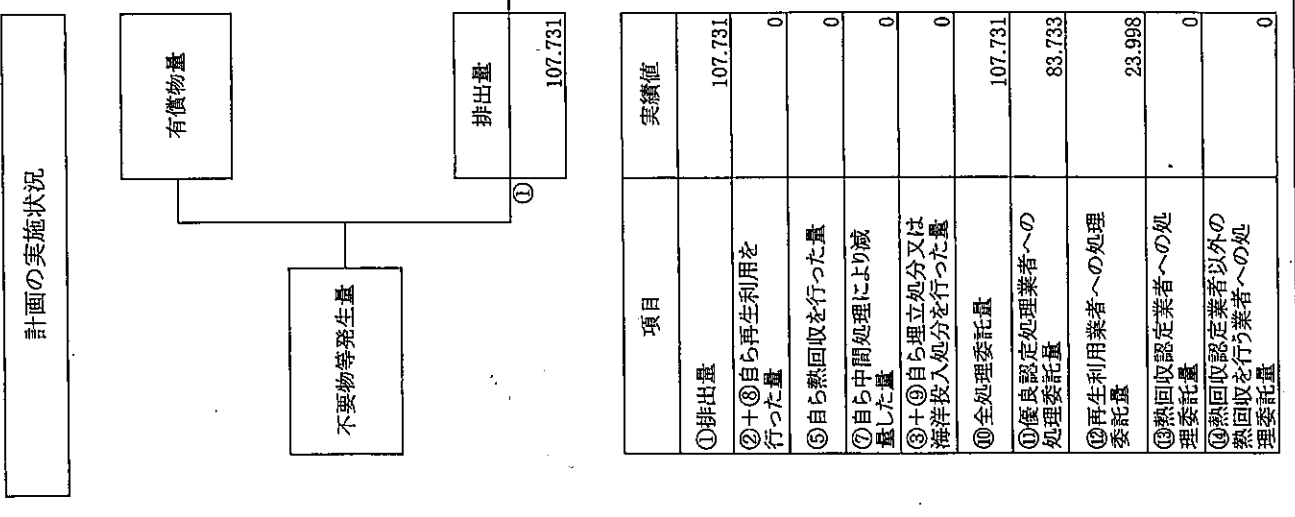 計画の実施状況
有償物量
不要物等発生量
①
排出量
107.731
項目
実績値
①排出量
107.731
②+⑧自ら再生利用を
行った量
0
⑤自ら熱回収を行った量
0
⑦自ら中間処理により減
量した量
0
③+⑨自ら埋立処分又は
海洋投入処分を行った量
0
⑩全処理委託量
107.731
⑪優良認定処理業者への
処理委託量
83.733
⑫再生利用業者への処理
委託量
23.998
⑬熱回収認定業者への処
理委託量
0
⑭熱回収認定業者以外の
熱回収を行う業者への処
理委託量
0